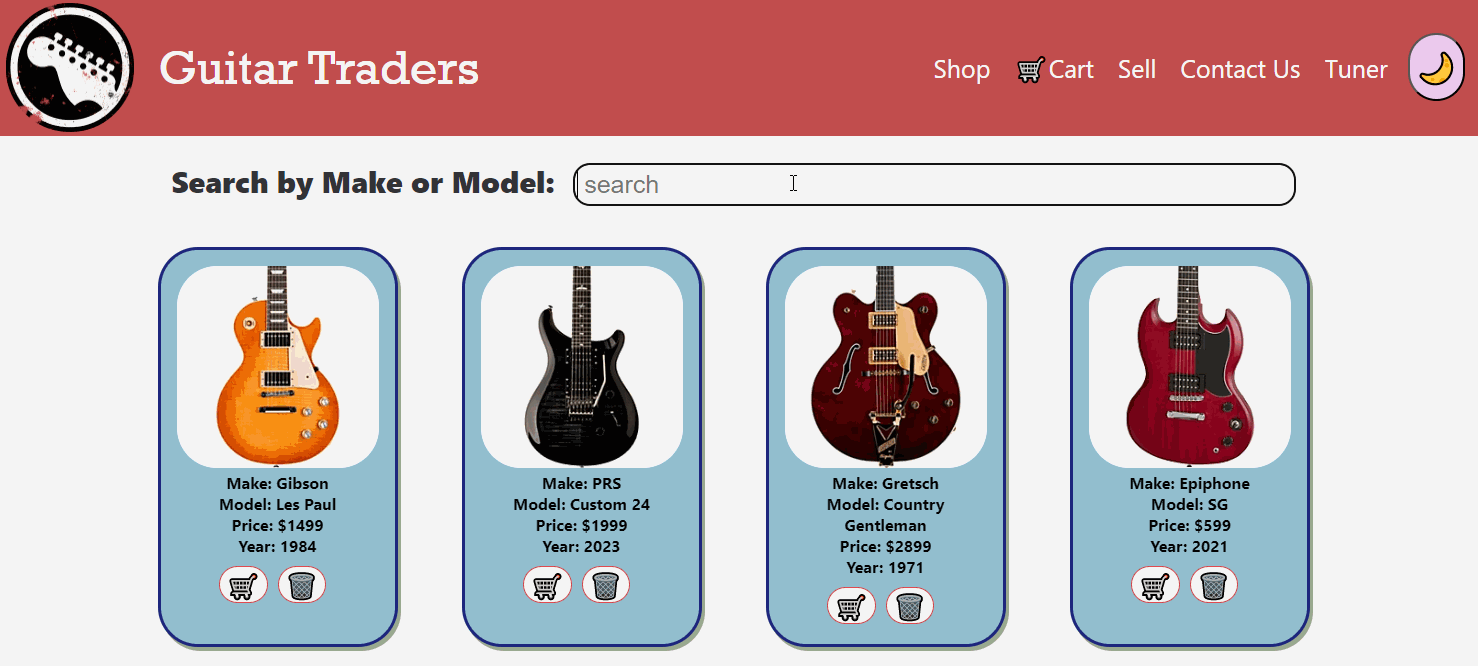 Guitar Traders
Shop
Cart
Sell
Contact Us
Tuner
Search by Make or Model:
search
Make: Gibson
Model: Les Paul
Price: $1499
Year: 1984
Make: PRS
Model: Custom 24
Price: $1999
Year: 2023
Make: Gretsch
Model: Country
Gentleman
Price: $2899
Year: 1971
Make: Epiphone
Model: SG
Price: $599
Year: 2021